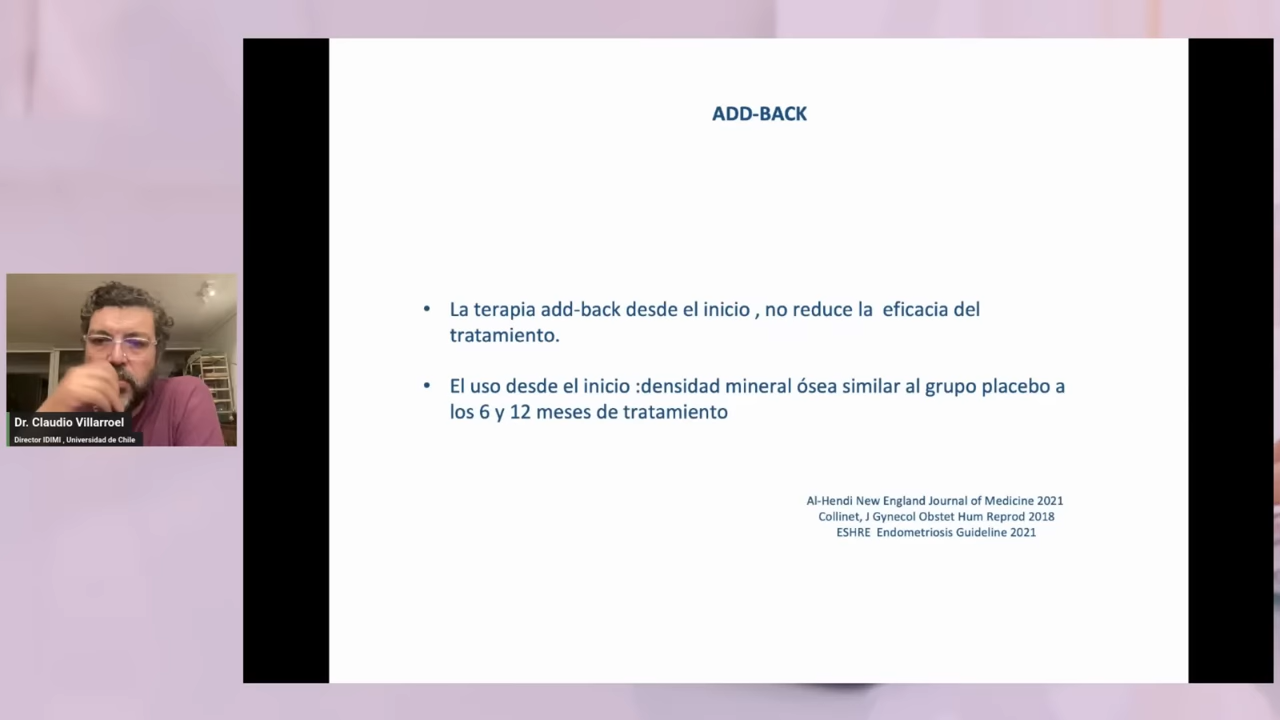 ADD-BACK
• La terapia add-back desde el inicio , no reduce la eficacia del
tratamiento.
• El uso desde el inicio :densidad mineral ósea similar al grupo placebo a
los 6 y 12 meses de tratamiento
Al-Hendi New England Journal of Medicine 2021
Collinet, J Gynecol Obstet Hum Reprod 2018
ESHRE Endometriosis Guideline 2021
Dr. Claudio Villarroel
Director IDIMI , Universidad de Chile